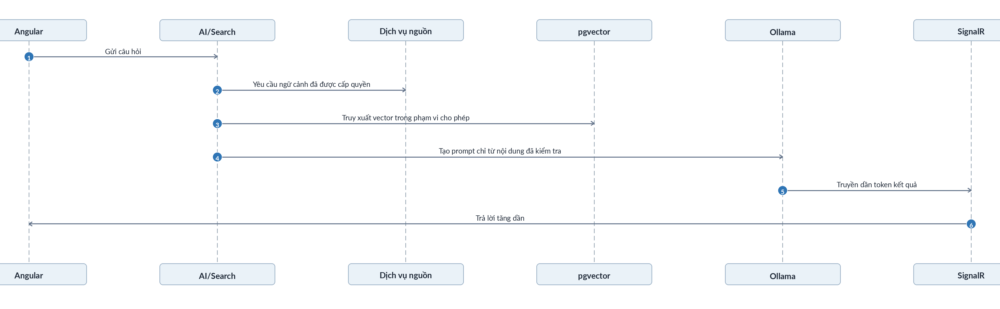 Angular
AI/Search
Dịch vụ nguồn
pgvector
Ollama
SignalR
Gửi câu hỏi
1
Yêu cầu ngữ cảnh đã được cấp quyền
2
Truy xuất vector trong phạm vi cho phép
3
Tạo prompt chỉ từ nội dung đã kiểm tra
4
Truyền dần token kết quả
5
Trả lời tăng dần
6
Angular
AI/Search
Dịch vụ nguồn
pgvector
Ollama
SignalR